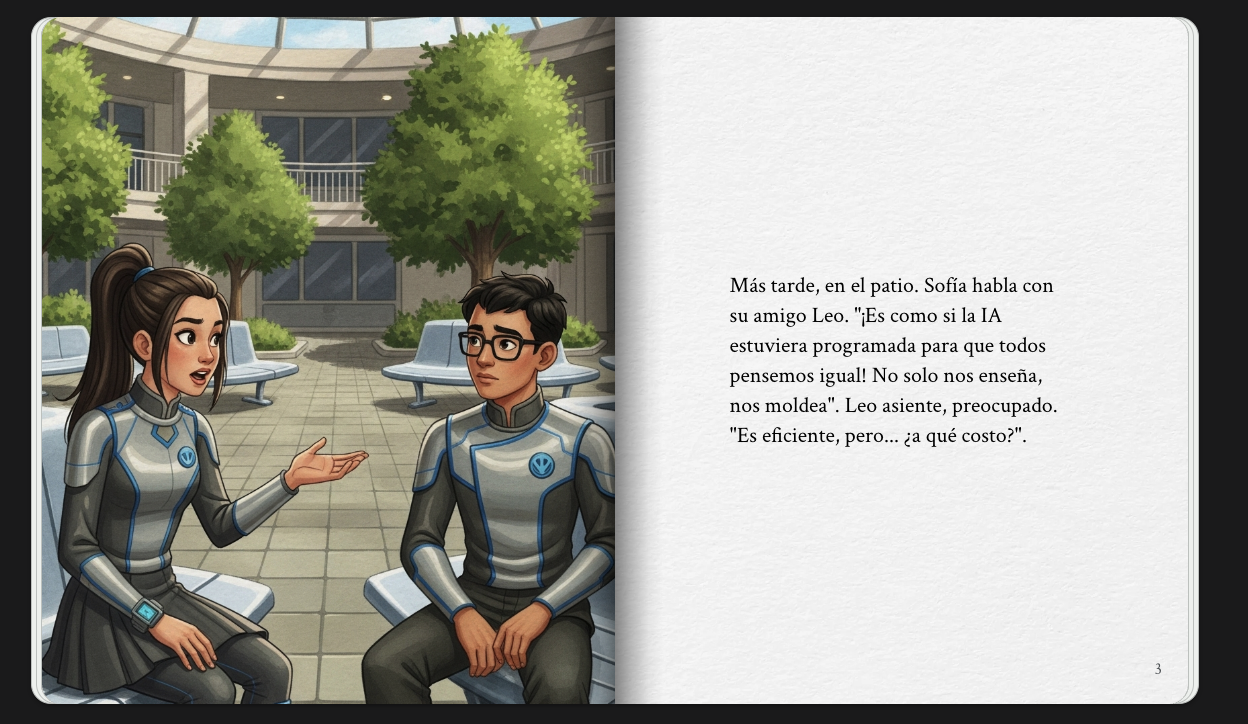 Más tarde, en el patio. Sofía habla con
su amigo Leo. "¡Es como si la IA
estuviera programada para que todos
pensemos igual! No solo nos enseña,
nos moldea". Leo asiente, preocupado.
"Es eficiente, pero... ¿a qué costo?".
3